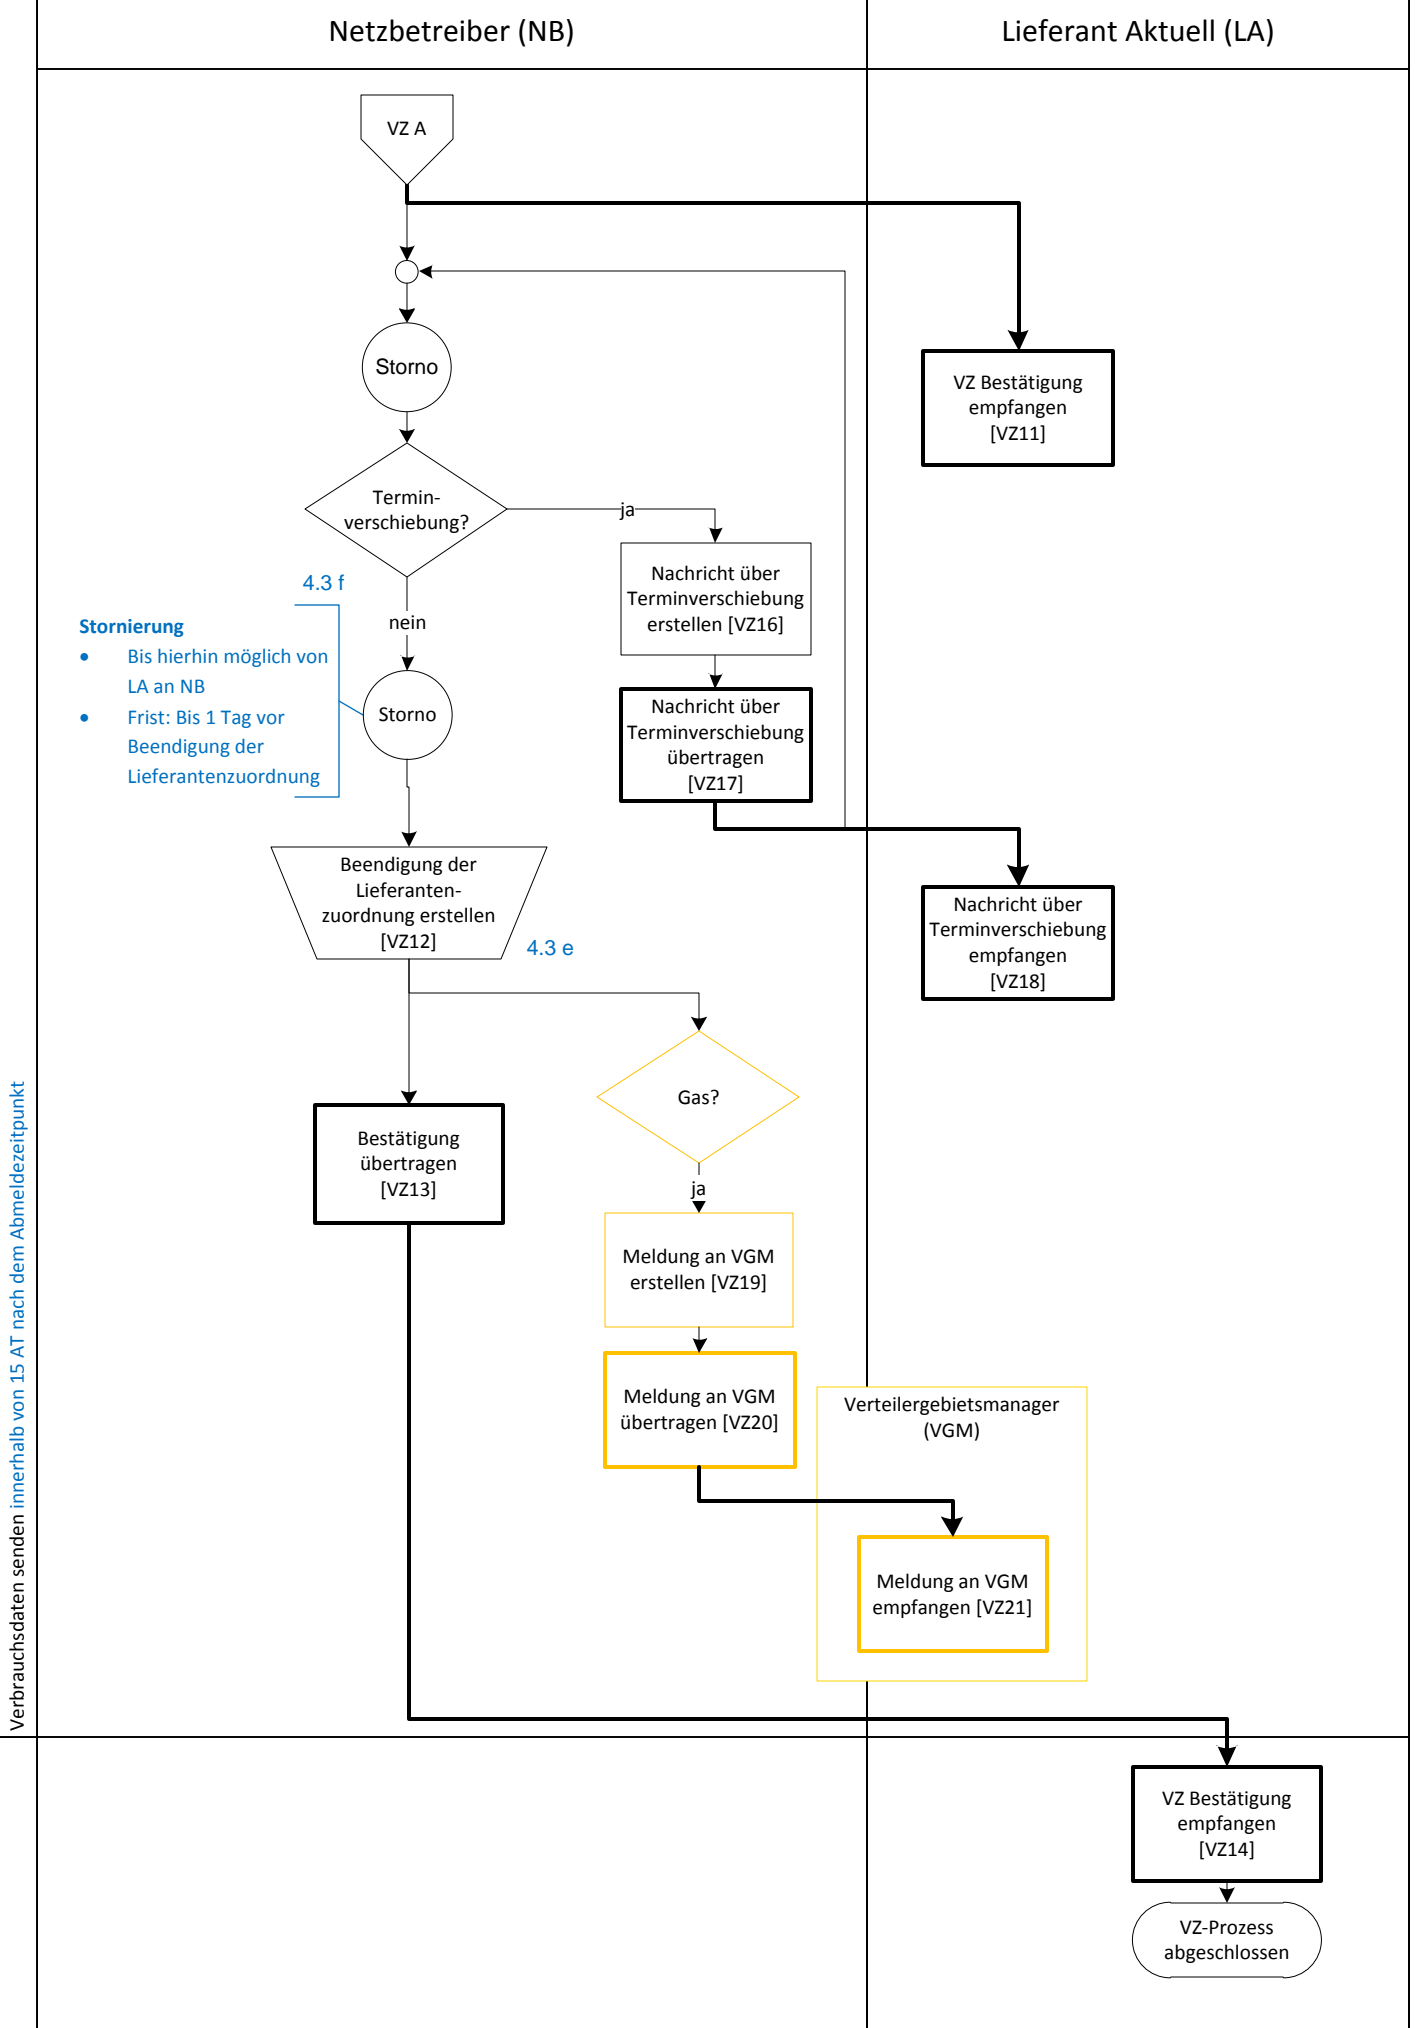 Netzbetreiber (NB)
Lieferant Aktuell (LA)
VZ A
Storno
VZ Bestätigung
empfangen
[VZ11]
Termin-
verschiebung?
ja
nein
Nachricht über
Terminverschiebung
erstellen [VZ16]
4.3 f
Stornierung
• Bis hierhin möglich von
LA an NB
• Frist: Bis 1 Tag vor
Beendigung der
Lieferantenzuordnung
Storno
Nachricht über
Terminverschiebung
übertragen
[VZ17]
Beendigung der
Lieferanten-
zuordnung erstellen
[VZ12]
4.3 e
Nachricht über
Terminverschiebung
empfangen
[VZ18]
Gas?
ja
Bestätigung
übertragen
[VZ13]
Meldung an VGM
erstellen [VZ19]
Meldung an VGM
übertragen [VZ20]
Verteilergebietsmanager
(VGM)
Meldung an VGM
empfangen [VZ21]
Verbrauchsdaten senden innerhalb von 15 AT nach dem Abmeldezeitpunkt
VZ Bestätigung
empfangen
[VZ14]
VZ-Prozess
abgeschlossen